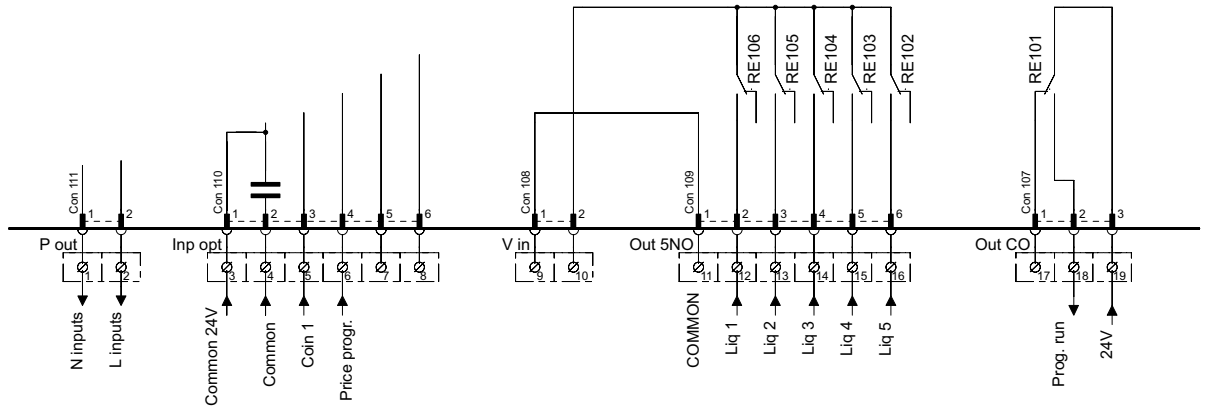 RE106
RE105
RE104
RE103
RE102
RE101
Con 111
1 2
Con 110
1 2 3 4 5 6
Con 108
1 2
Con 109
1 2 3 4 5 6
Con 107
1 2 3
P out
Inp opt
V in
Out 5NO
Out CO
1 2
3 4 5 6 7 8
9 10
11 12 13 14 15 16
17 18 19
N inputs
L inputs
Common 24V
Common
Coin 1
Price progr.
COMMON
Liq 1
Liq 2
Liq 3
Liq 4
Liq 5
Prog. run
24V